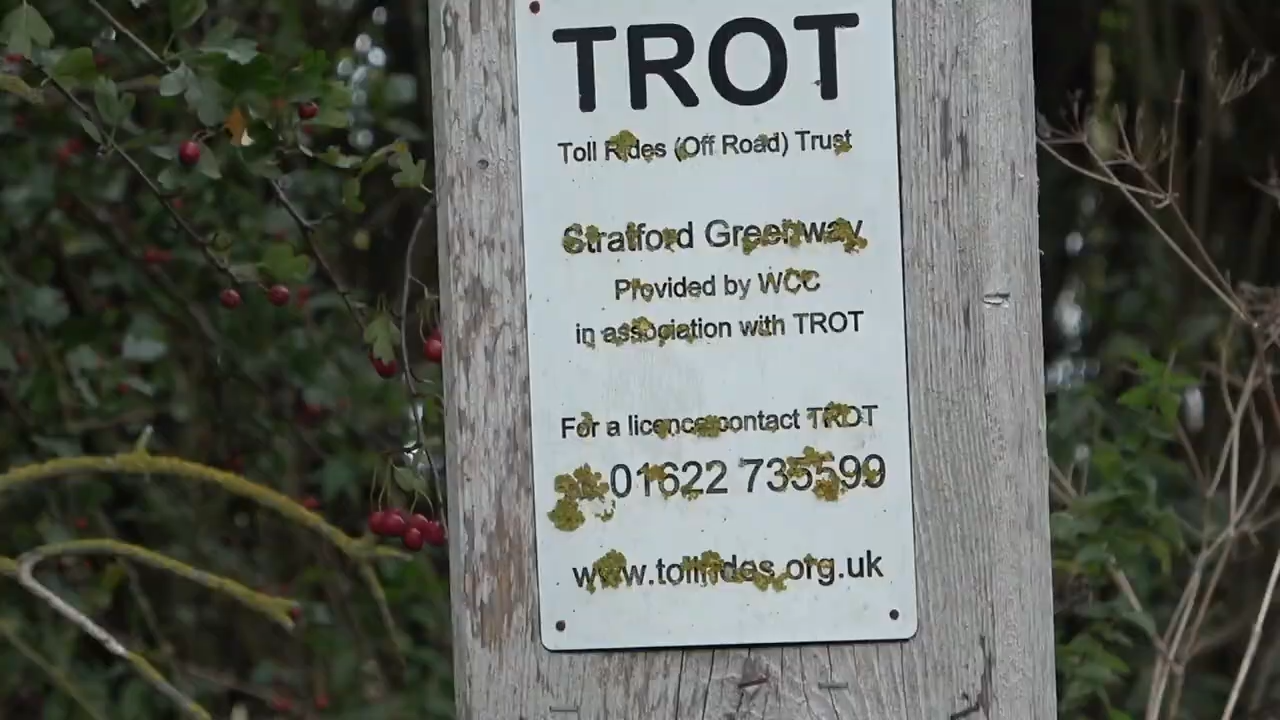 TROT
Toll Rides (Off Road) Trust
Stratford Greenway
Provided by WCC
in association with TROT
For a licence contact TROT
01622 735599
www.tollrides.org.uk